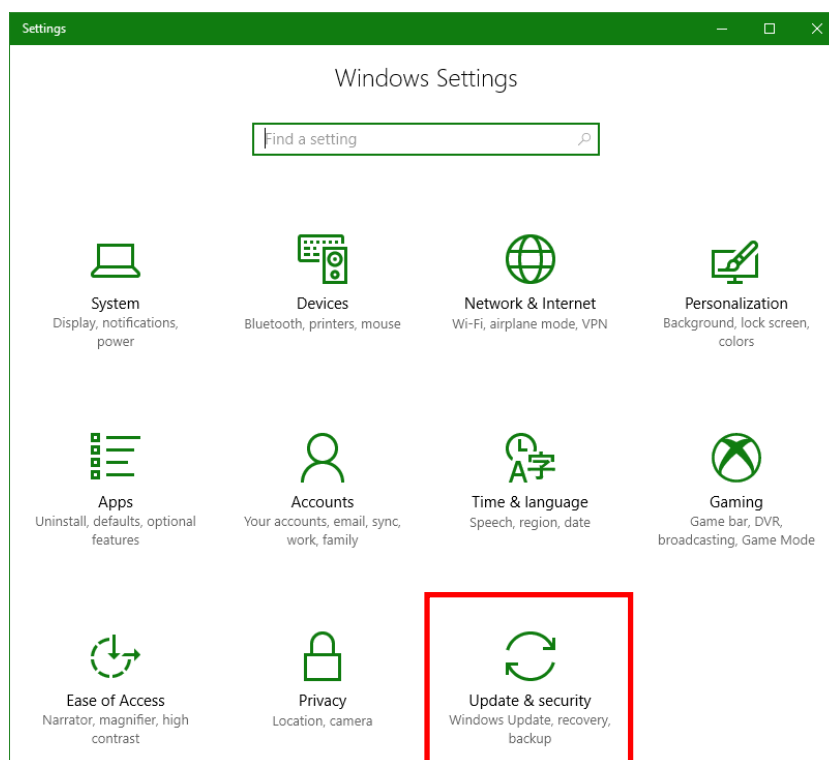 Settings
Windows Settings
Find a setting
System
Display, notifications,
power
Devices
Bluetooth, printers, mouse
Network & Internet
Wi-Fi, airplane mode, VPN
Personalization
Background, lock screen,
colors
Apps
Uninstall, defaults, optional
features
Accounts
Your accounts, email, sync,
work, family
Time & language
Speech, region, date
Gaming
Game bar, DVR,
broadcasting, Game Mode
Ease of Access
Narrator, magnifier, high
contrast
Privacy
Location, camera
Update & security
Windows Update, recovery,
backup